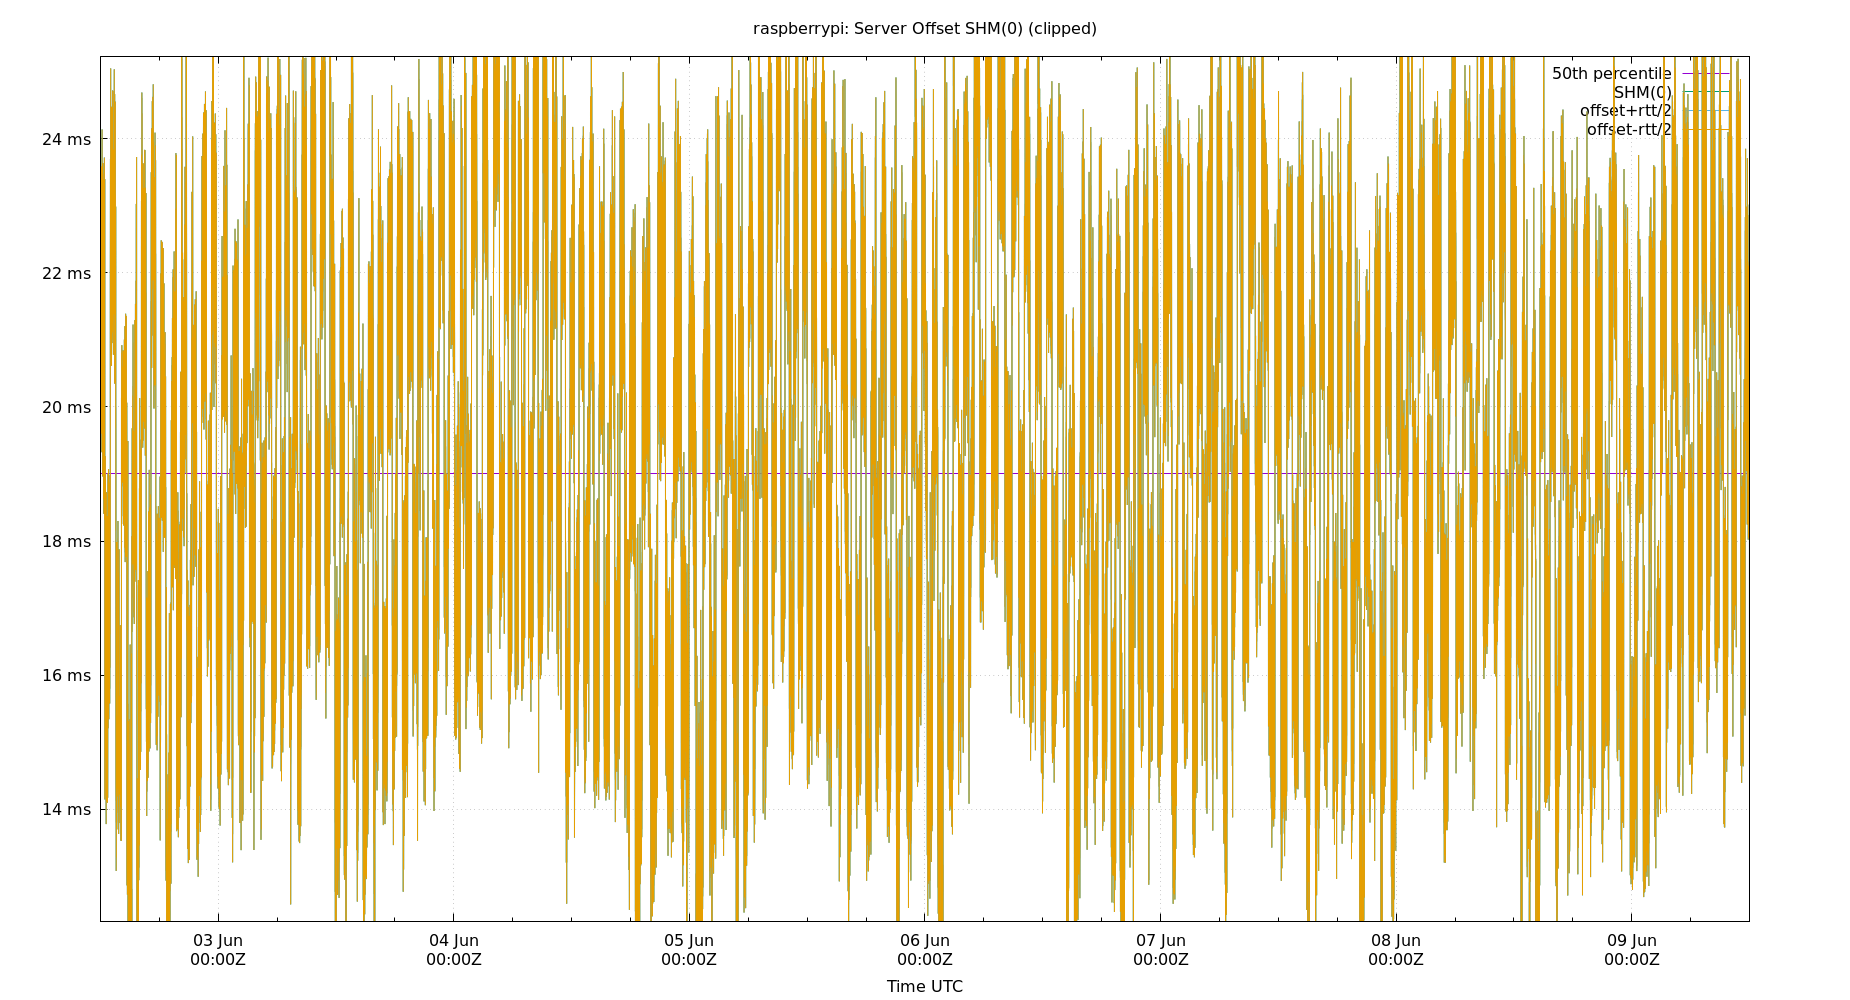 raspberrypi: Server Offset SHM(0) (clipped)
50th percentile
SHM(0)
offset+rtt/2
offset-rtt/2
24 ms
22 ms
20 ms
18 ms
16 ms
14 ms
03 Jun 04 Jun 05 Jun 06 Jun 07 Jun 08 Jun 09 Jun
00:00Z 00:00Z 00:00Z 00:00Z 00:00Z 00:00Z 00:00Z
Time UTC